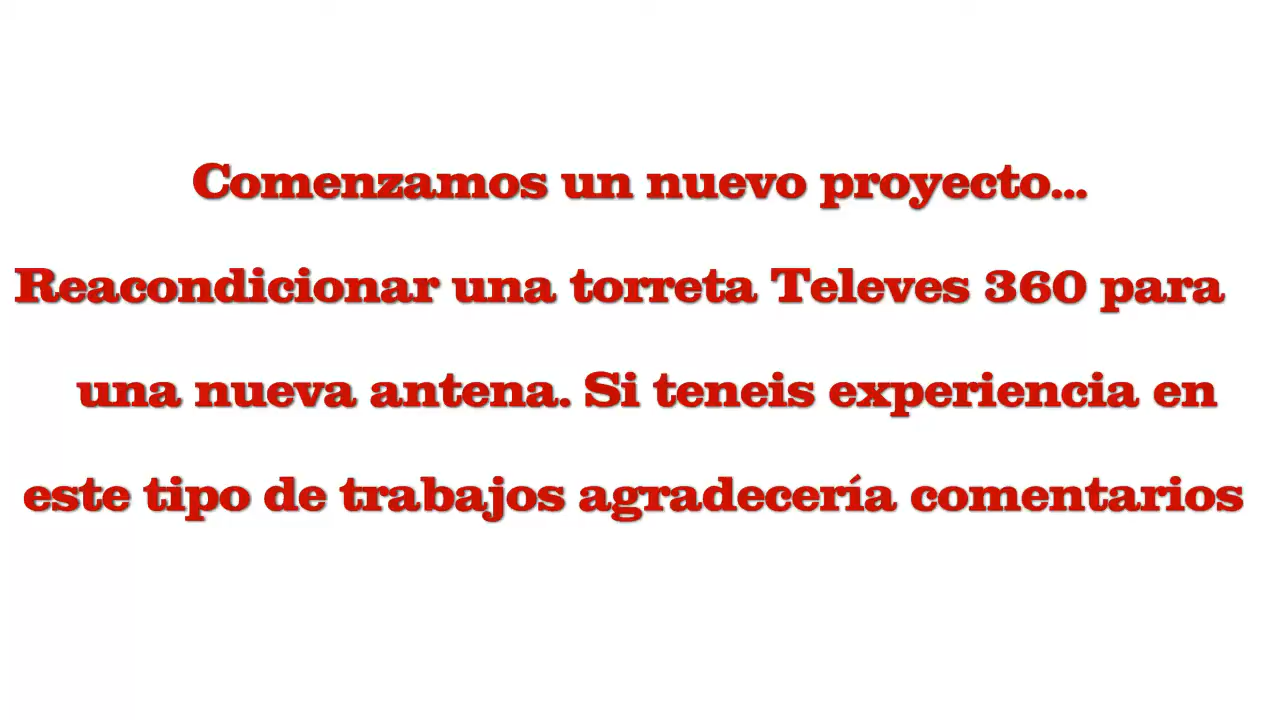 Comenzamos un nuevo proyecto...
Reacondicionar una torreta Televes 360 para
una nueva antena. Si teneis experiencia en
este tipo de trabajos agradecería comentarios